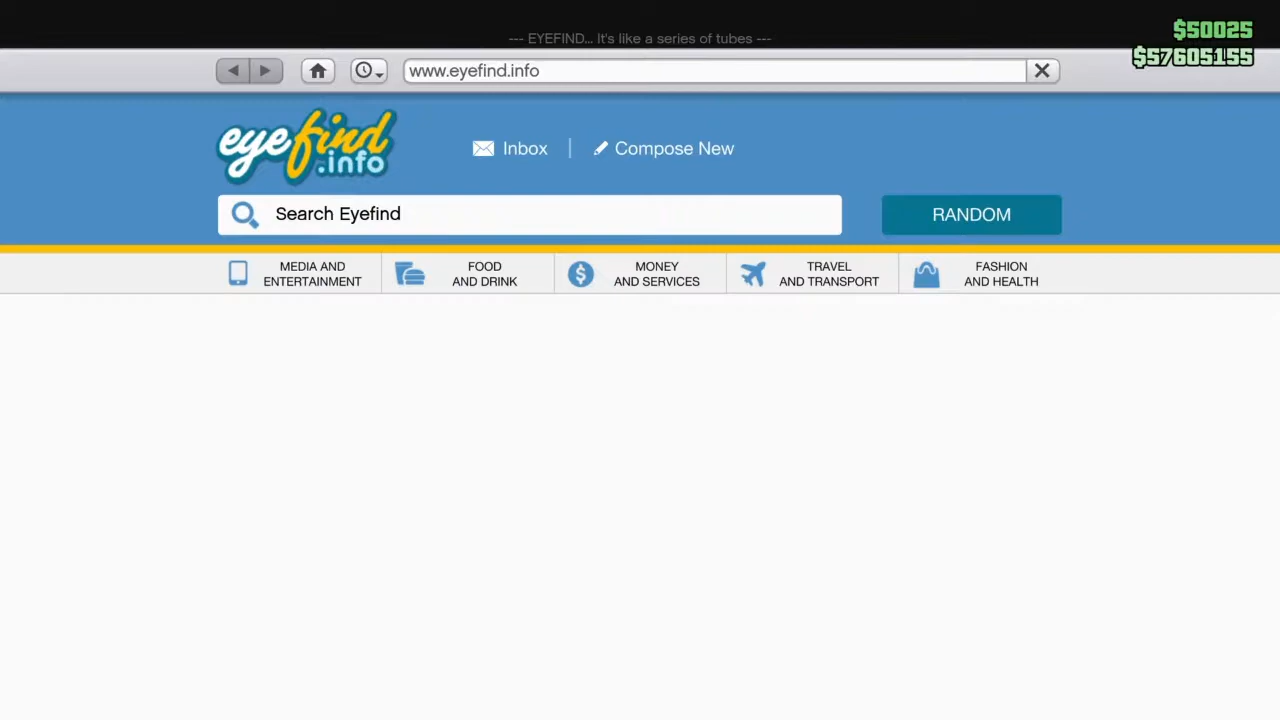 --- EYEFIND... It's like a series of tubes ---
$50025
$57605155
www.eyefind.info
eyefind
.info
Inbox
Compose New
Search Eyefind
RANDOM
MEDIA AND
ENTERTAINMENT
FOOD
AND DRINK
MONEY
AND SERVICES
TRAVEL
AND TRANSPORT
FASHION
AND HEALTH